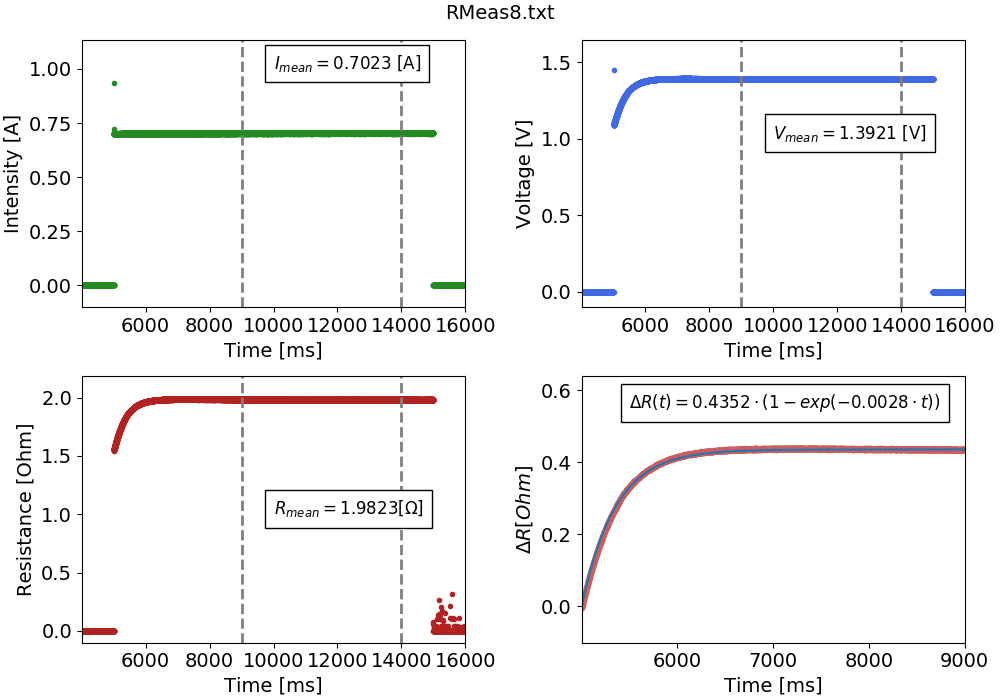 RMeas8.txt
I_mean = 0.7023 [A]
Intensity [A]
1.00
0.75
0.50
0.25
0.00
6000 8000 10000 12000 14000 16000
Time [ms]
V_mean = 1.3921 [V]
Voltage [V]
1.5
1.0
0.5
0.0
6000 8000 10000 12000 14000 16000
Time [ms]
R_mean = 1.9823[Ω]
Resistance [Ohm]
2.0
1.5
1.0
0.5
0.0
6000 8000 10000 12000 14000 16000
Time [ms]
ΔR(t) = 0.4352 · (1 − exp(−0.0028 · t))
ΔR[Ohm]
0.6
0.4
0.2
0.0
6000 7000 8000 9000
Time [ms]